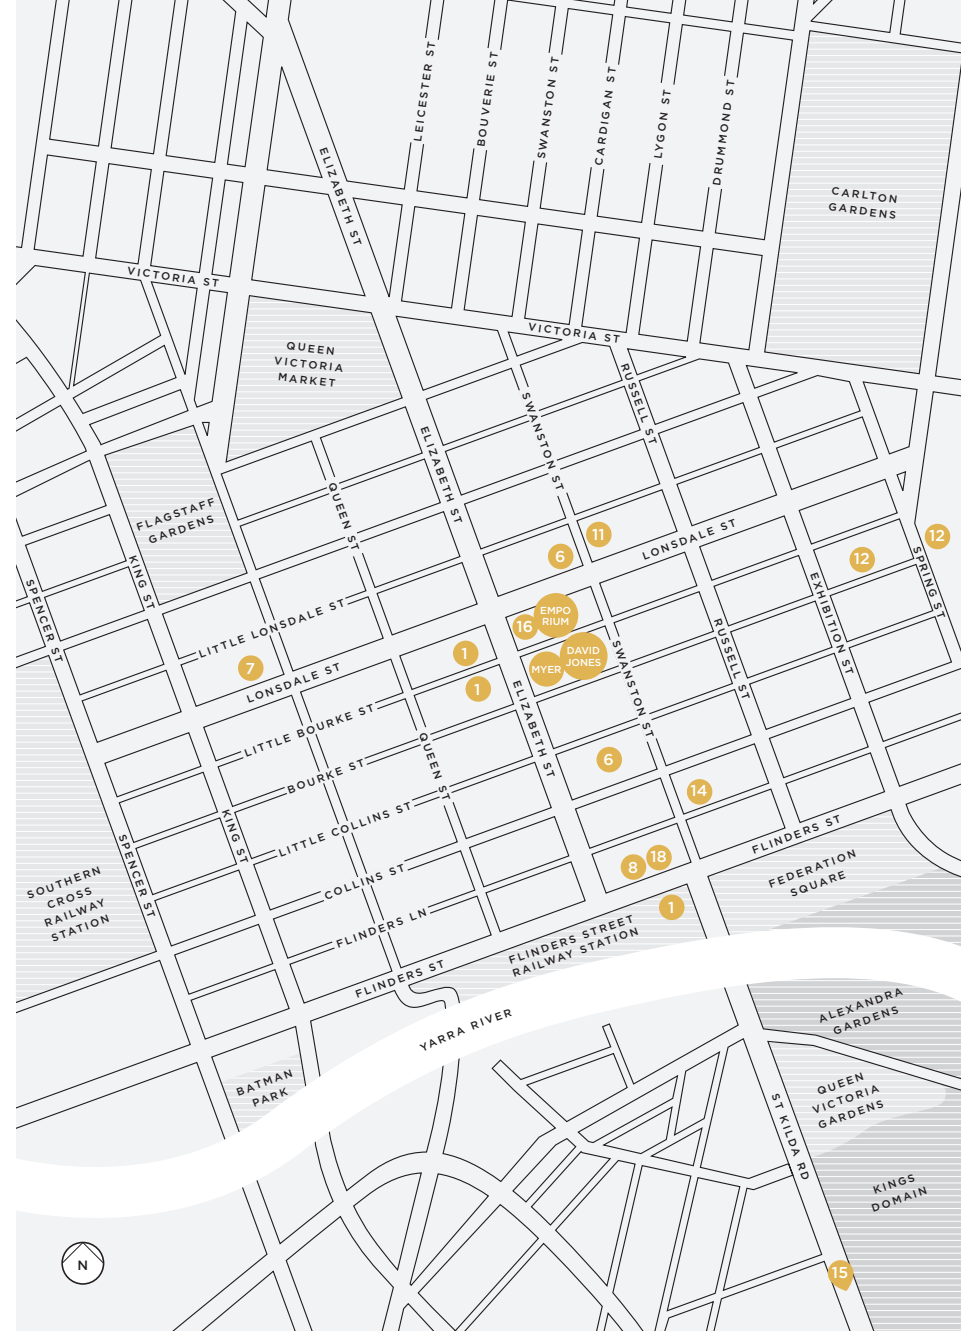 LEICESTER ST
BOUVERIE ST
SWANSTON ST
CARDIGAN ST
LYGON ST
DRUMMOND ST
ELIZABETH ST
CARLTON
GARDENS
VICTORIA ST
VICTORIA ST
QUEEN
VICTORIA
MARKET
RUSSELL ST
SWANSTON ST
ELIZABETH ST
QUEEN ST
FLAGSTAFF
GARDENS
KING ST
SPENCER ST
11
6
LONSDALE ST
12
12
SPRING ST
EXHIBITION ST
LITTLE LONSDALE ST
EMPO
RIUM
16
DAVID
JONES
MYER
1
1
7
LONSDALE ST
SWANSTON ST
RUSSELL ST
ELIZABETH ST
LITTLE BOURKE ST
BOURKE ST
QUEEN ST
6
14
LITTLE COLLINS ST
KING ST
SPENCER ST
COLLINS ST
FLINDERS ST
8
18
1
FEDERATION
SQUARE
SOUTHERN
CROSS
RAILWAY
STATION
FLINDERS LN
FLINDERS STREET
RAILWAY STATION
FLINDERS ST
YARRA RIVER
ALEXANDRA
GARDENS
BATMAN
PARK
QUEEN
VICTORIA
GARDENS
ST KILDA RD
KINGS
DOMAIN
N
15